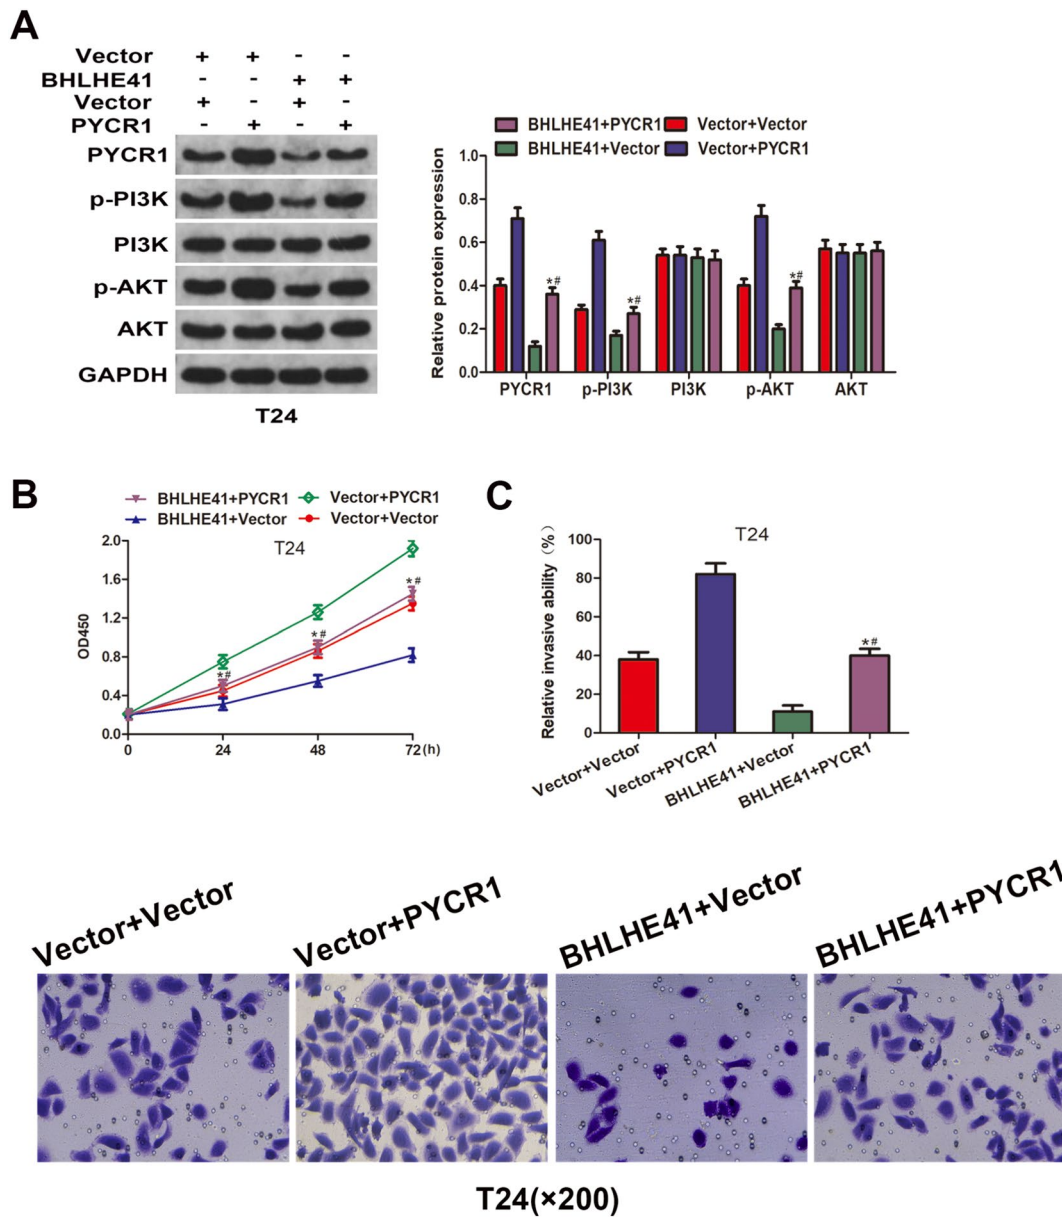 A
Vector + + - -
BHLHE41 - - + +
Vector + - + -
PYCR1 - + - +
PYCR1
p-PI3K
PI3K
p-AKT
AKT
GAPDH
T24
BHLHE41+PYCR1 Vector+Vector
BHLHE41+Vector Vector+PYCR1
Relative protein expression
1.0
0.8
0.6
0.4
0.2
0.0
*# *# *#
PYCR1 p-PI3K PI3K p-AKT AKT
B
BHLHE41+PYCR1 Vector+PYCR1
BHLHE41+Vector Vector+Vector
T24
OD450
2.0
1.6
1.2
0.8
0.4
0.0
*# *# *#
0 24 48 72 (h)
C
T24
Relative invasive ability (%)
100
80
60
40
20
0
*#
Vector+Vector
Vector+PYCR1
BHLHE41+Vector
BHLHE41+PYCR1
Vector+Vector
Vector+PYCR1
BHLHE41+Vector
BHLHE41+PYCR1
T24(×200)